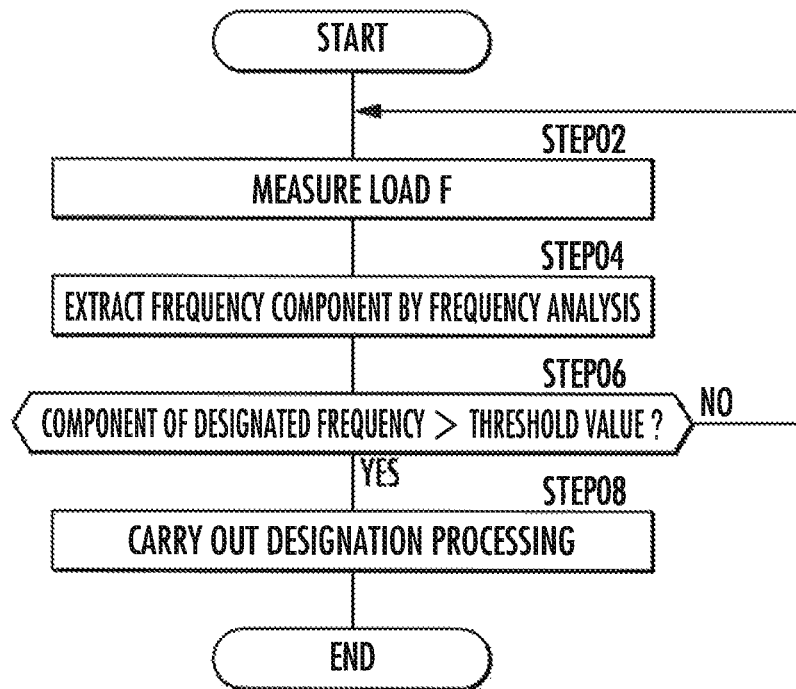 START
STEP02
MEASURE LOAD F
STEP04
EXTRACT FREQUENCY COMPONENT BY FREQUENCY ANALYSIS
STEP06
COMPONENT OF DESIGNATED FREQUENCY > THRESHOLD VALUE ?
NO
YES
STEP08
CARRY OUT DESIGNATION PROCESSING
END